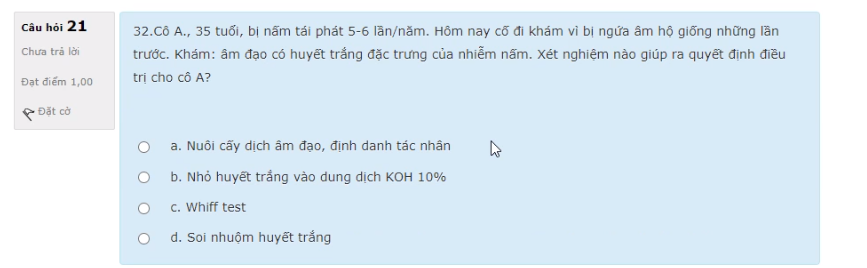 Câu hỏi 21
Chưa trả lời
Đạt điểm 1,00
Đặt cờ
32.Cô A., 35 tuổi, bị nấm tái phát 5-6 lần/năm. Hôm nay cố đi khám vì bị ngứa âm hộ giống những lần
trước. Khám: âm đạo có huyết trắng đặc trưng của nhiễm nấm. Xét nghiệm nào giúp ra quyết định điều
trị cho cô A?
a. Nuôi cấy dịch âm đạo, định danh tác nhân
b. Nhỏ huyết trắng vào dung dịch KOH 10%
c. Whiff test
d. Soi nhuộm huyết trắng